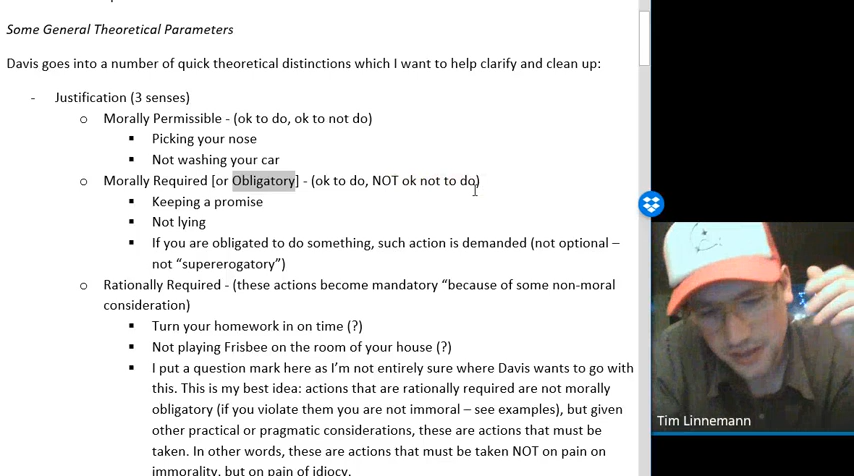 Some General Theoretical Parameters
Davis goes into a number of quick theoretical distinctions which I want to help clarify and clean up:
- Justification (3 senses)
o Morally Permissible - (ok to do, ok to not do)
▪ Picking your nose
▪ Not washing your car
o Morally Required [or Obligatory] - (ok to do, NOT ok not to do)
▪ Keeping a promise
▪ Not lying
▪ If you are obligated to do something, such action is demanded (not optional –
not “supererogatory”)
o Rationally Required - (these actions become mandatory “because of some non-moral
consideration)
▪ Turn your homework in on time (?)
▪ Not playing Frisbee on the room of your house (?)
▪ I put a question mark here as I’m not entirely sure where Davis wants to go with
this. This is my best idea: actions that are rationally required are not morally
obligatory (if you violate them you are not immoral – see examples), but given
other practical or pragmatic considerations, these are actions that must be
taken. In other words, these are actions that must be taken NOT on pain on
immorality, but on pain of idiocy.
Tim Linnemann